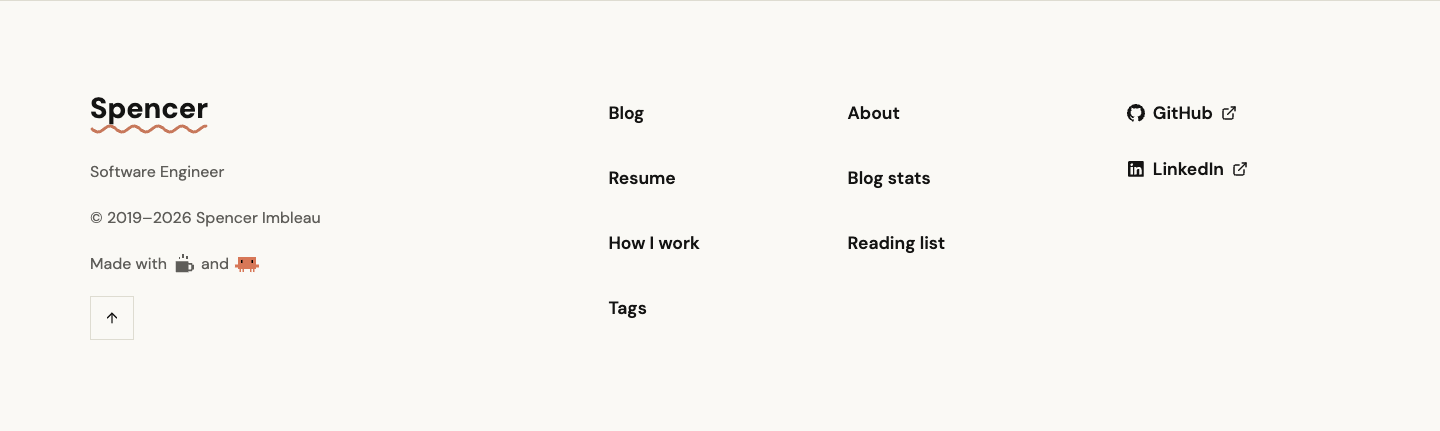 Spencer
Software Engineer
© 2019–2026 Spencer Imbleau
Made with and
Blog
Resume
How I work
Tags
About
Blog stats
Reading list
GitHub
LinkedIn